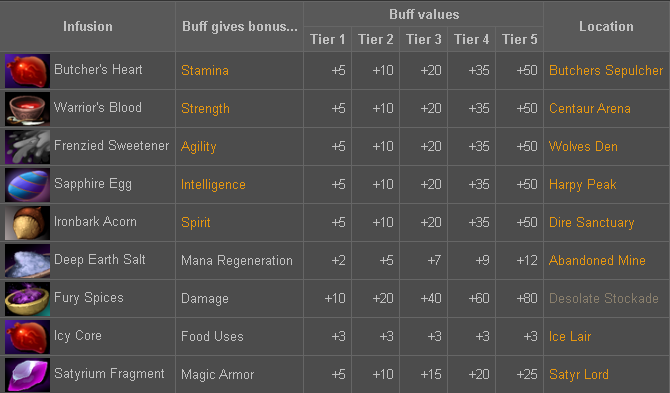 Infusion Buff gives bonus... Buff values Location
Tier 1 Tier 2 Tier 3 Tier 4 Tier 5
Butcher's Heart Stamina +5 +10 +20 +35 +50 Butchers Sepulcher
Warrior's Blood Strength +5 +10 +20 +35 +50 Centaur Arena
Frenzied Sweetener Agility +5 +10 +20 +35 +50 Wolves Den
Sapphire Egg Intelligence +5 +10 +20 +35 +50 Harpy Peak
Ironbark Acorn Spirit +5 +10 +20 +35 +50 Dire Sanctuary
Deep Earth Salt Mana Regeneration +2 +5 +7 +9 +12 Abandoned Mine
Fury Spices Damage +10 +20 +40 +60 +80 Desolate Stockade
Icy Core Food Uses +3 +3 +3 +3 +3 Ice Lair
Satyrium Fragment Magic Armor +5 +10 +15 +20 +25 Satyr Lord